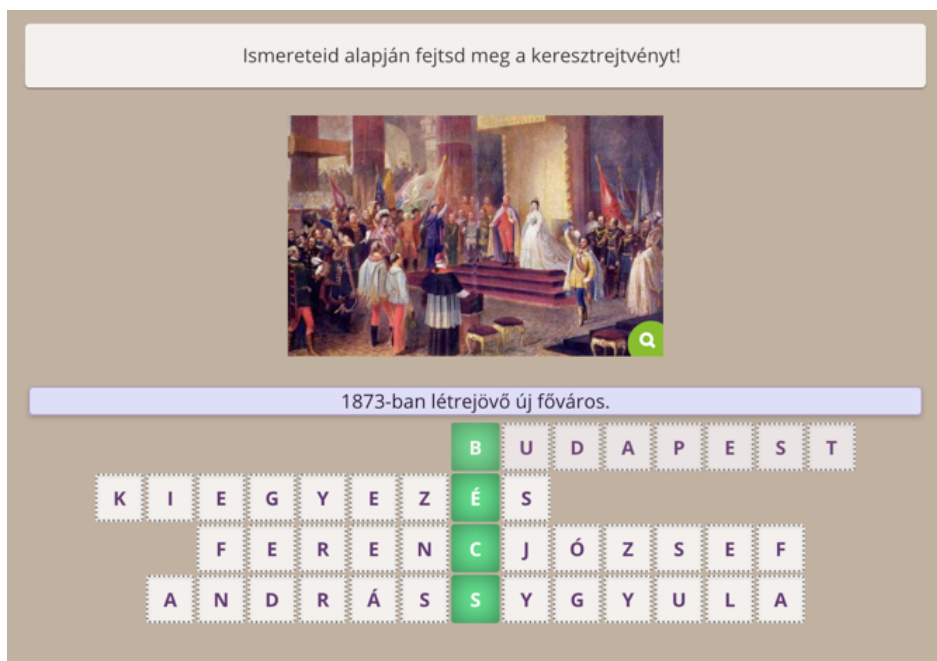 Ismereteid alapján fejtsd meg a keresztrejtvényt!
1873-ban létrejövő új főváros.
B U D A P E S T
K I E G Y E Z É S
F E R E N C J Ó Z S E F
A N D R Á S S Y G Y U L A